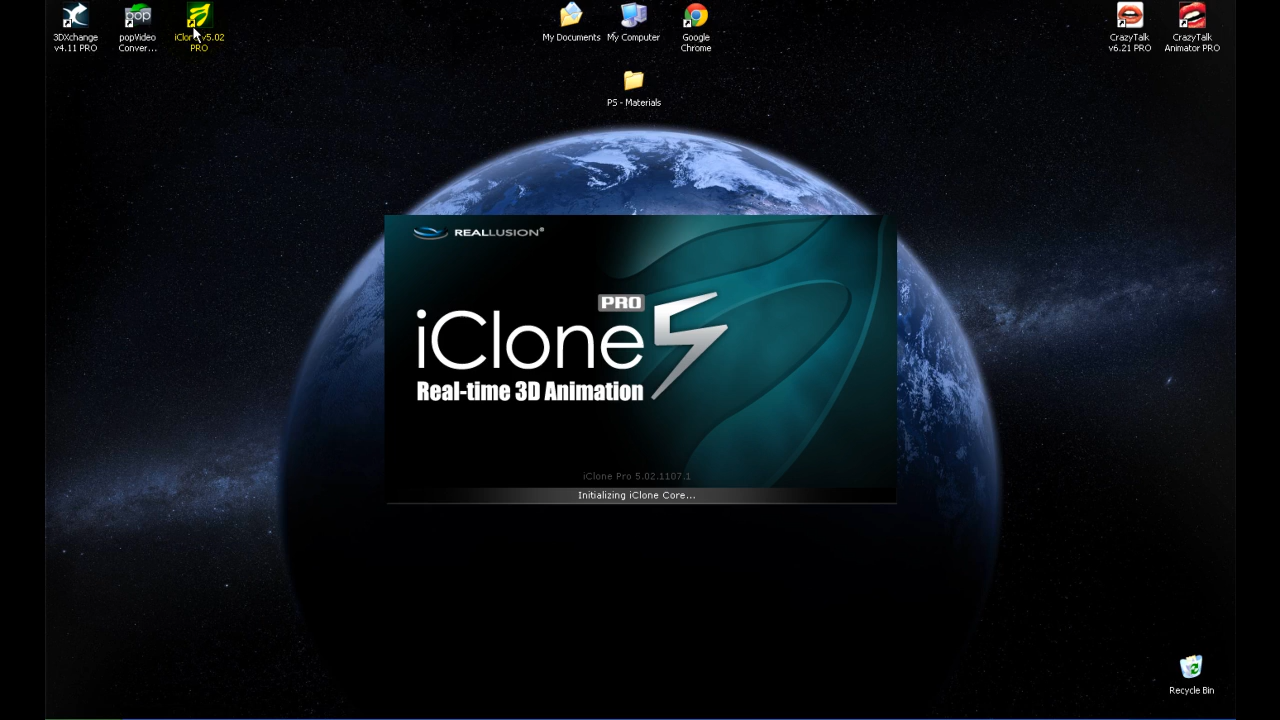 3DXchange
v4.11 PRO
popVideo
Conver...
iClone v5.02
PRO
My Documents
My Computer
Google
Chrome
CrazyTalk
v6.21 PRO
CrazyTalk
Animator PRO
PS - Materials
REALLUSION®
PRO
iClone 5
Real-time 3D Animation
iClone Pro 5.02.1107.1
Initializing iClone Core...
Recycle Bin